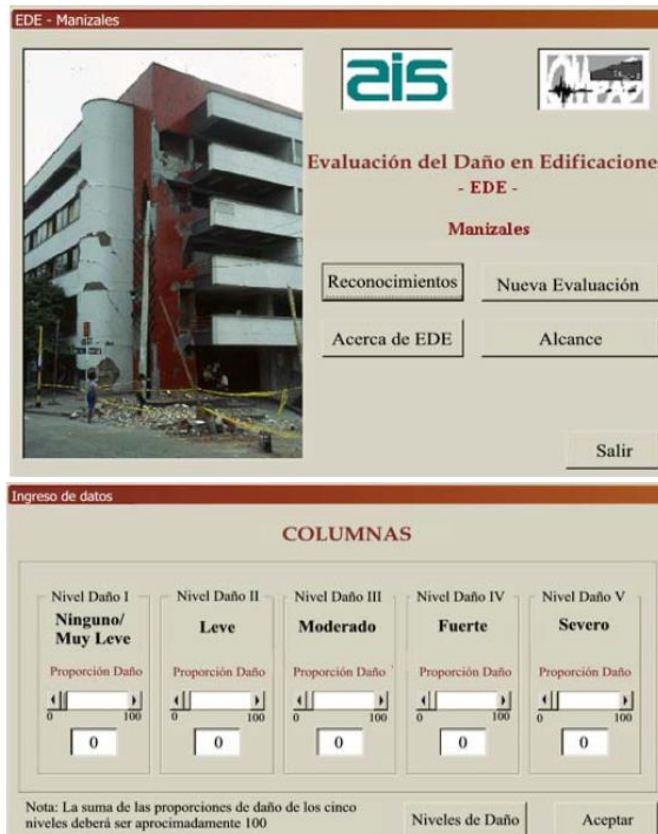 EDE - Manizales
ais
Evaluación del Daño en Edificacione
- EDE -
Manizales
Reconocimientos
Nueva Evaluación
Acerca de EDE
Alcance
Salir
Ingreso de datos
COLUMNAS
Nivel Daño I
Ninguno/
Muy Leve
Proporción Daño
0 100
0
Nivel Daño II
Leve
Proporción Daño
0 100
0
Nivel Daño III
Moderado
Proporción Daño
0 100
0
Nivel Daño IV
Fuerte
Proporción Daño
0 100
0
Nivel Daño V
Severo
Proporción Daño
0 100
0
Nota: La suma de las proporciones de daño de los cinco
niveles deberá ser aprocimadamente 100
Niveles de Daño
Aceptar